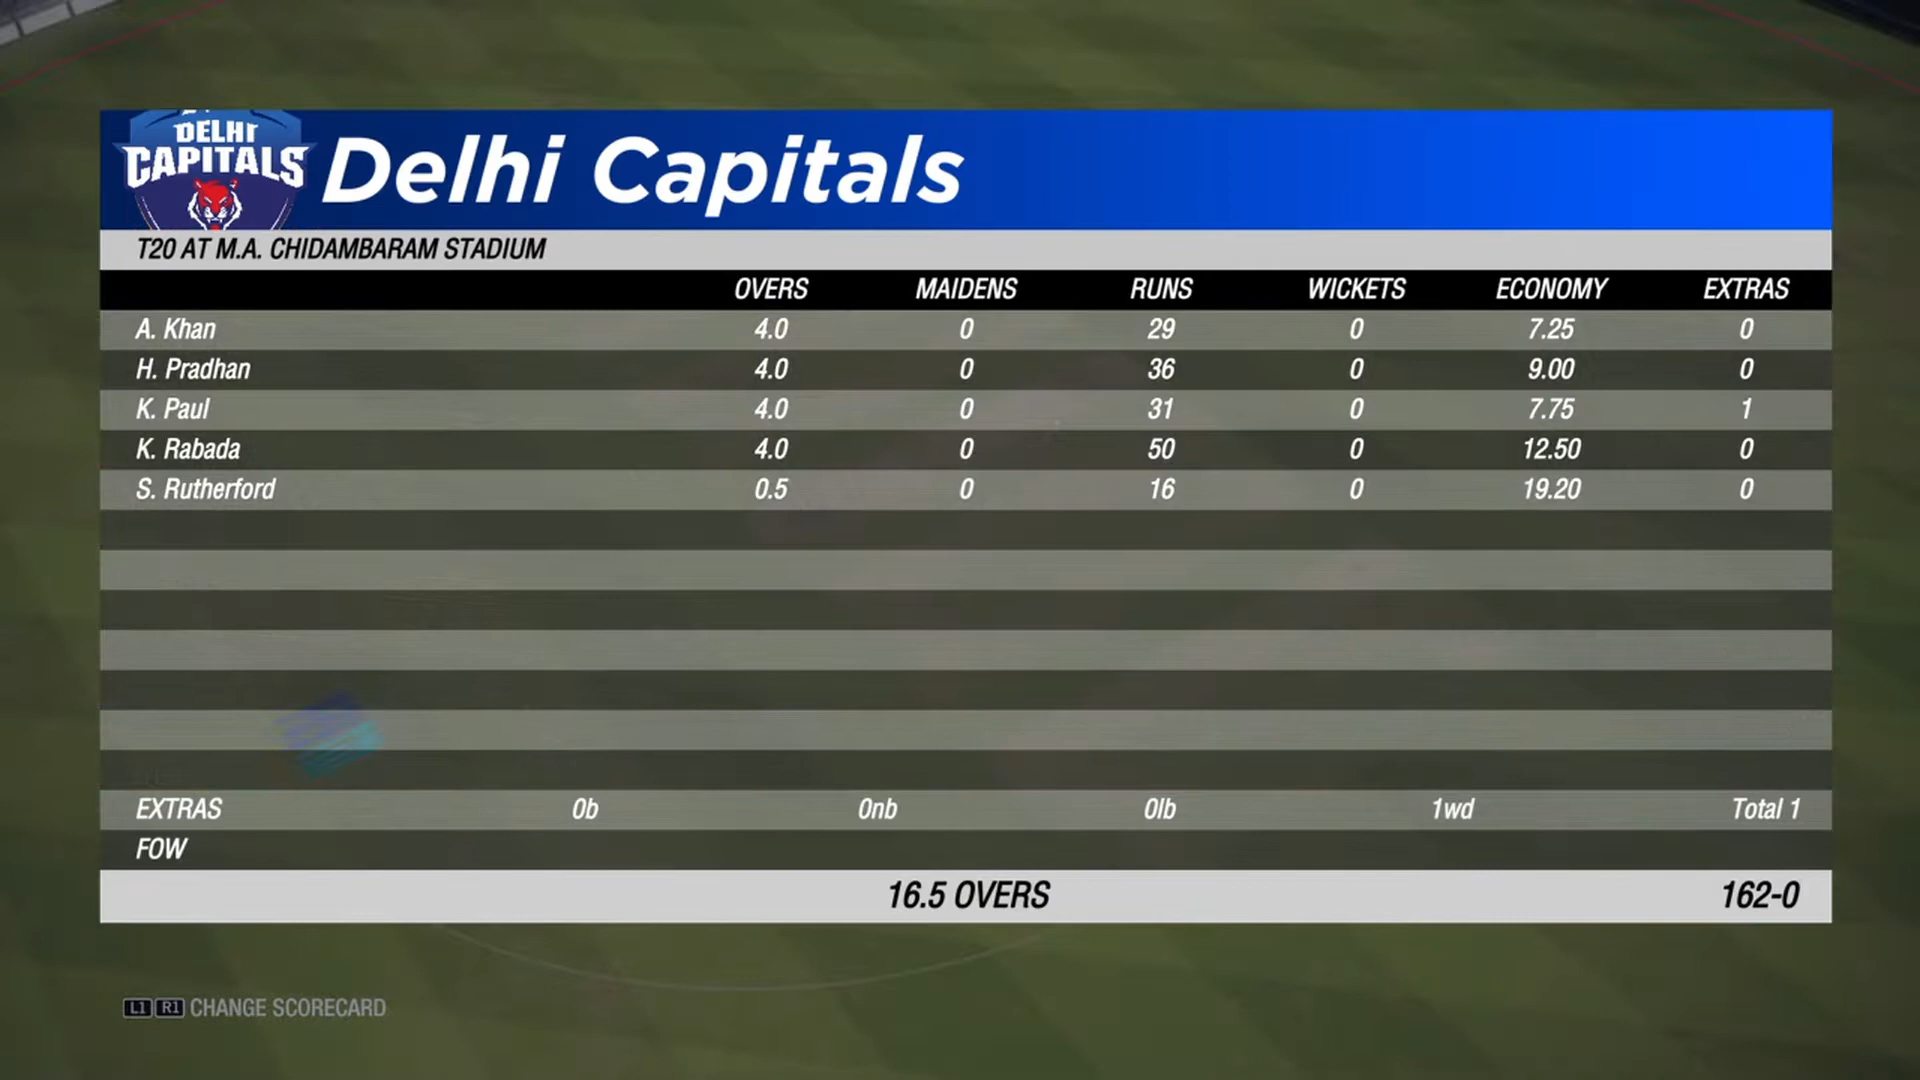 DELHI
CAPITALS
Delhi Capitals
T20 AT M.A. CHIDAMBARAM STADIUM
OVERS MAIDENS RUNS WICKETS ECONOMY EXTRAS
A. Khan 4.0 0 29 0 7.25 0
H. Pradhan 4.0 0 36 0 9.00 0
K. Paul 4.0 0 31 0 7.75 1
K. Rabada 4.0 0 50 0 12.50 0
S. Rutherford 0.5 0 16 0 19.20 0
EXTRAS 0b 0nb 0lb 1wd Total 1
FOW
16.5 OVERS 162-0
L1 R1 CHANGE SCORECARD